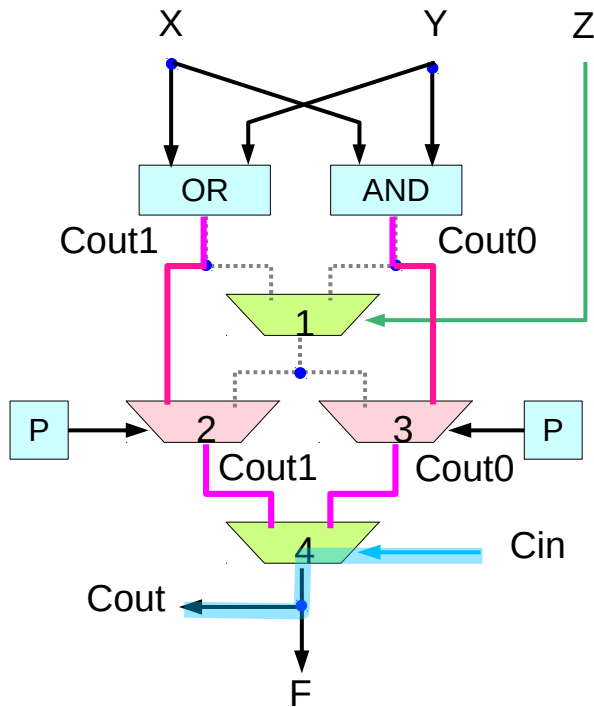 X Y Z
OR AND
Cout1 Cout0
1
P 2 3 P
Cout1 Cout0
4 Cin
Cout
F